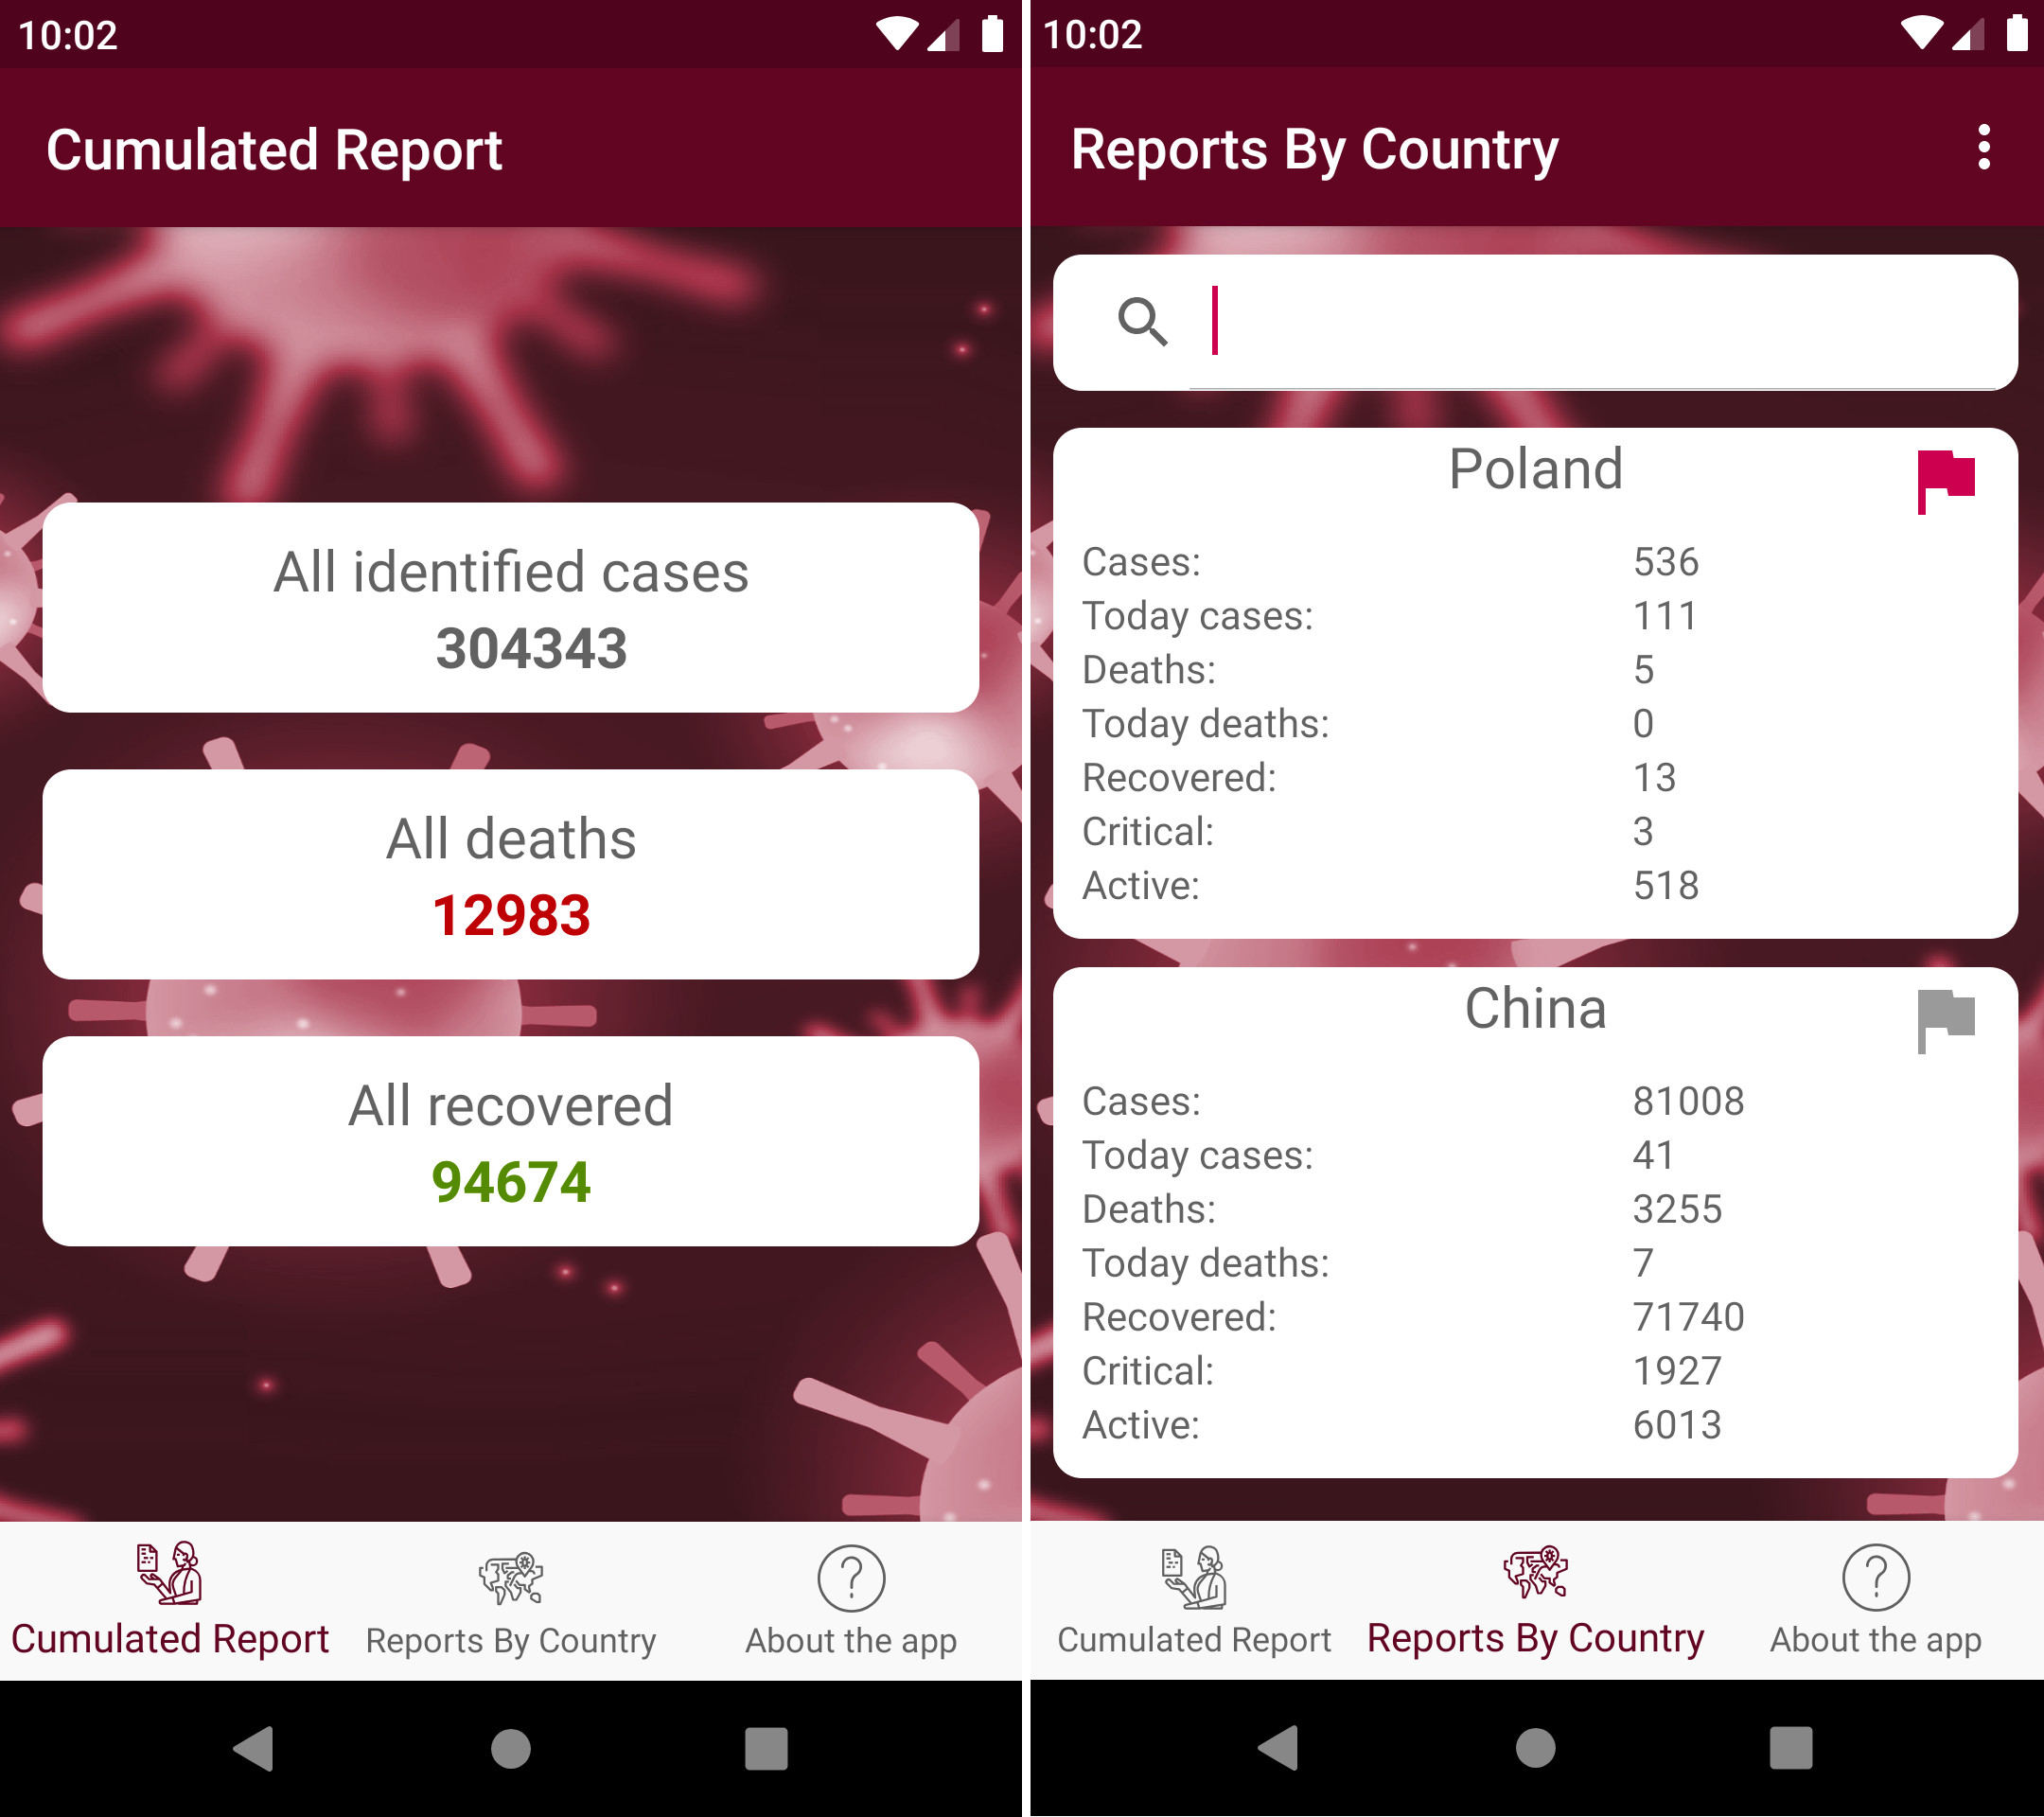 10:02
Cumulated Report
All identified cases
304343
All deaths
12983
All recovered
94674
Cumulated Report
Reports By Country
?
About the app
10:02
Reports By Country
Poland
Cases: 536
Today cases: 111
Deaths: 5
Today deaths: 0
Recovered: 13
Critical: 3
Active: 518
China
Cases: 81008
Today cases: 41
Deaths: 3255
Today deaths: 7
Recovered: 71740
Critical: 1927
Active: 6013
Cumulated Report
Reports By Country
?
About the app